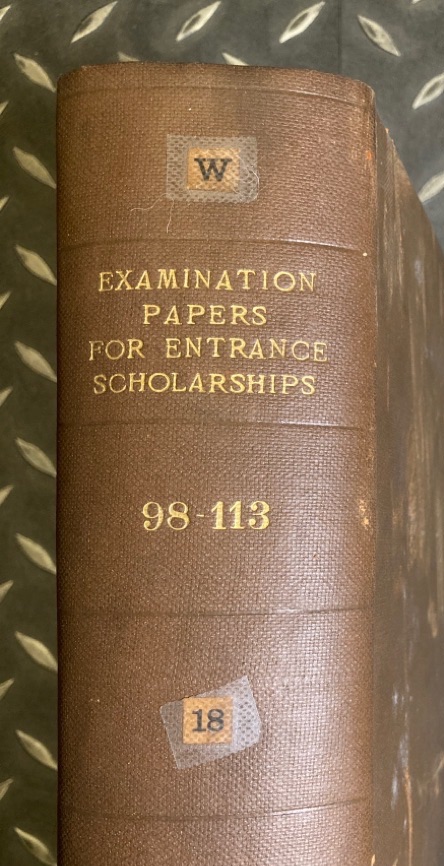 W
EXAMINATION
PAPERS
FOR ENTRANCE
SCHOLARSHIPS
98-113
18